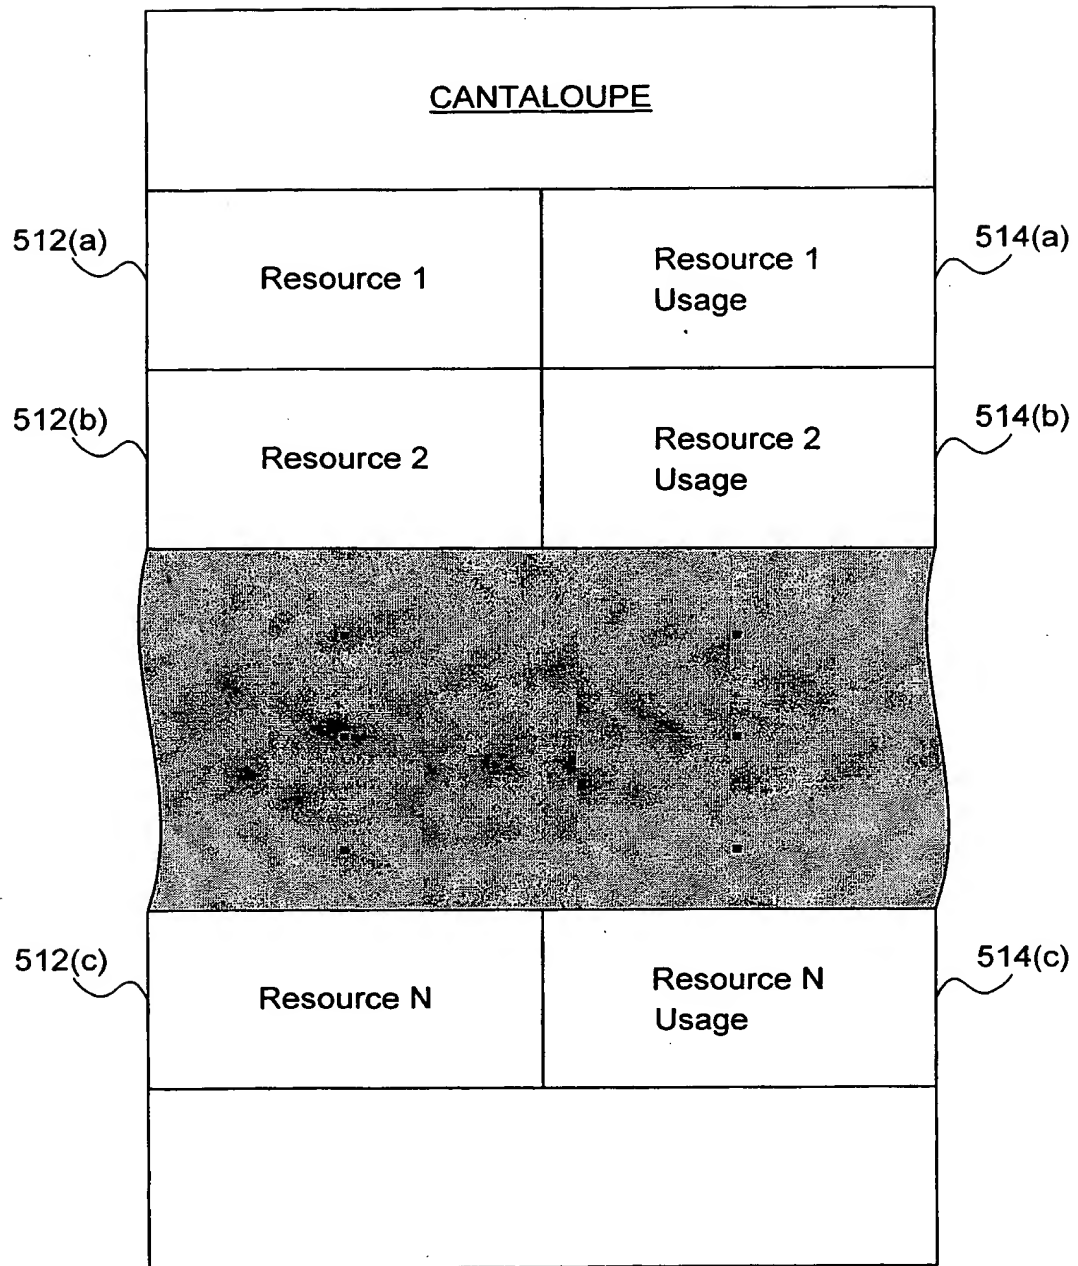 CANTALOUPE
512(a)
Resource 1
Resource 1
Usage
514(a)
512(b)
Resource 2
Resource 2
Usage
514(b)
512(c)
Resource N
Resource N
Usage
514(c)